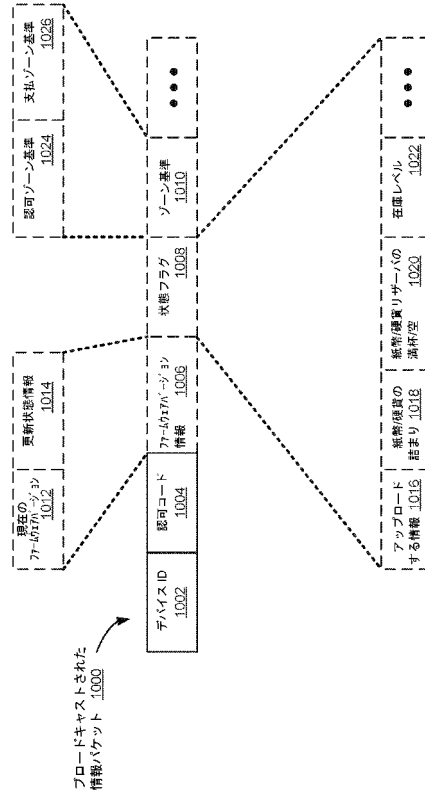 ブロードキャストされた
情報パケット 1000
デバイス ID
1002
認可コード
1004
ファームウェアバージョン
情報 1006
状態フラグ
1008
ゾーン基準
1010
●●●
現在の
ファームウェアバージョン
1012
更新状態情報
1014
認可ゾーン基準
1024
支払ゾーン基準
1026
アップロード
する情報 1016
紙幣/硬貨の
詰まり 1018
紙幣/硬貨リザーバの
満杯/空 1020
在庫レベル
1022
●●●